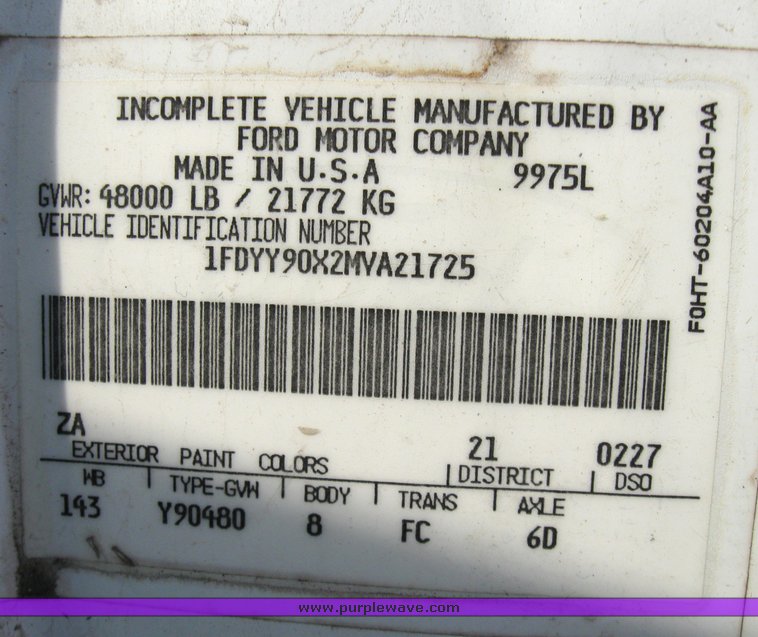 INCOMPLETE VEHICLE MANUFACTURED BY
FORD MOTOR COMPANY
MADE IN U.S.A 9975L
GVWR: 48000 LB / 21772 KG
VEHICLE IDENTIFICATION NUMBER
1FDYY90X2MVA21725
F0HT-60204A10-AA
ZA 21 0227
EXTERIOR PAINT COLORS DISTRICT DSO
WB TYPE-GVW BODY TRANS AXLE
143 Y90480 8 FC 6D
www.purplewave.com